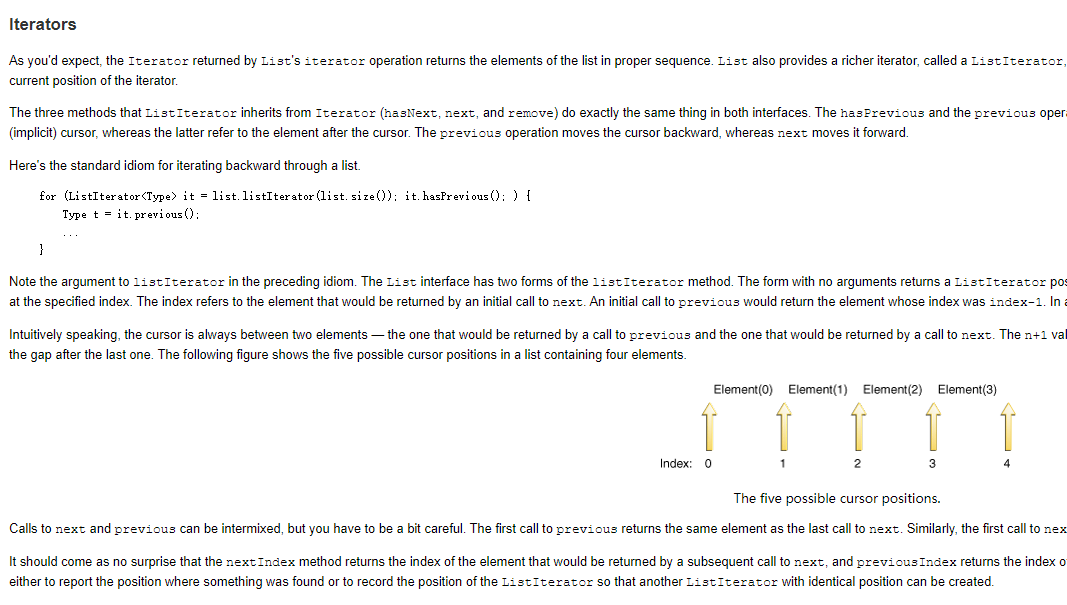 Iterators
As you'd expect, the Iterator returned by List's iterator operation returns the elements of the list in proper sequence. List also provides a richer iterator, called a ListIterator,
current position of the iterator.
The three methods that ListIterator inherits from Iterator (hasNext, next, and remove) do exactly the same thing in both interfaces. The hasPrevious and the previous oper
(implicit) cursor, whereas the latter refer to the element after the cursor. The previous operation moves the cursor backward, whereas next moves it forward.
Here's the standard idiom for iterating backward through a list.
for (ListIterator<Type> it = list.listIterator(list.size()); it.hasPrevious(); ) {
Type t = it.previous();
...
}
Note the argument to listIterator in the preceding idiom. The List interface has two forms of the listIterator method. The form with no arguments returns a ListIterator pos
at the specified index. The index refers to the element that would be returned by an initial call to next. An initial call to previous would return the element whose index was index-1. In
Intuitively speaking, the cursor is always between two elements — the one that would be returned by a call to previous and the one that would be returned by a call to next. The n+1 val
the gap after the last one. The following figure shows the five possible cursor positions in a list containing four elements.
Element(0) Element(1) Element(2) Element(3)
Index: 0 1 2 3 4
The five possible cursor positions.
Calls to next and previous can be intermixed, but you have to be a bit careful. The first call to previous returns the same element as the last call to next. Similarly, the first call to nex
It should come as no surprise that the nextIndex method returns the index of the element that would be returned by a subsequent call to next, and previousIndex returns the index o
either to report the position where something was found or to record the position of the ListIterator so that another ListIterator with identical position can be created.